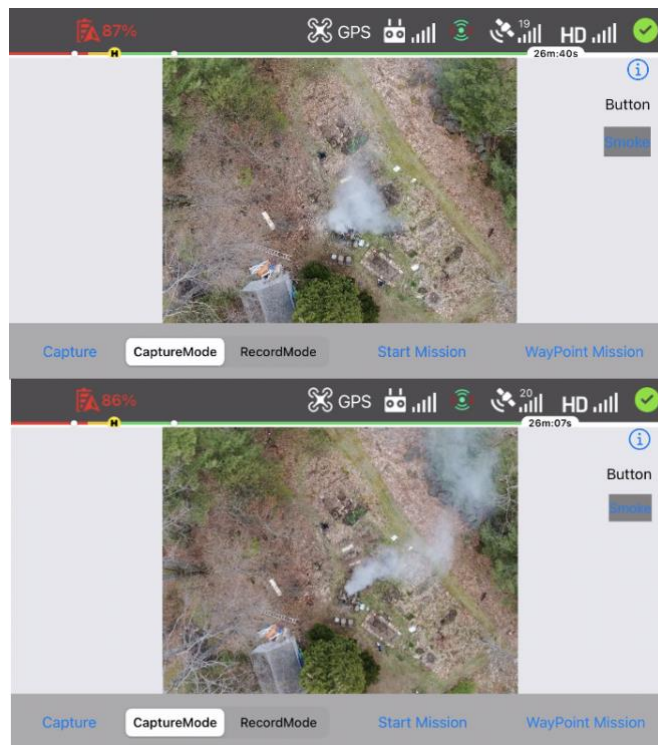 87% GPS 19 HD
H 26m:40s
Button
Smoke
Capture CaptureMode RecordMode Start Mission WayPoint Mission
86% GPS 20 HD
H 26m:07s
Button
Smoke
Capture CaptureMode RecordMode Start Mission WayPoint Mission